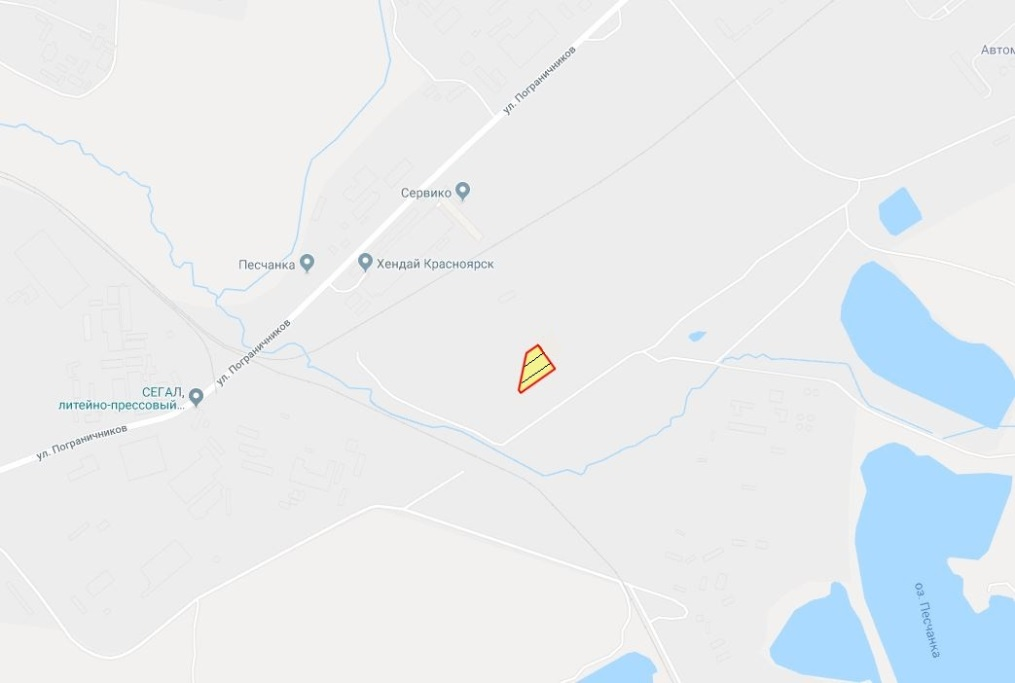 Автом
ул. Пограничников
Сервико
Песчанка
Хендай Красноярск
ул. Пограничников
СЕГАЛ,
литейно-прессовый...
ул. Пограничников
оз. Песчанка